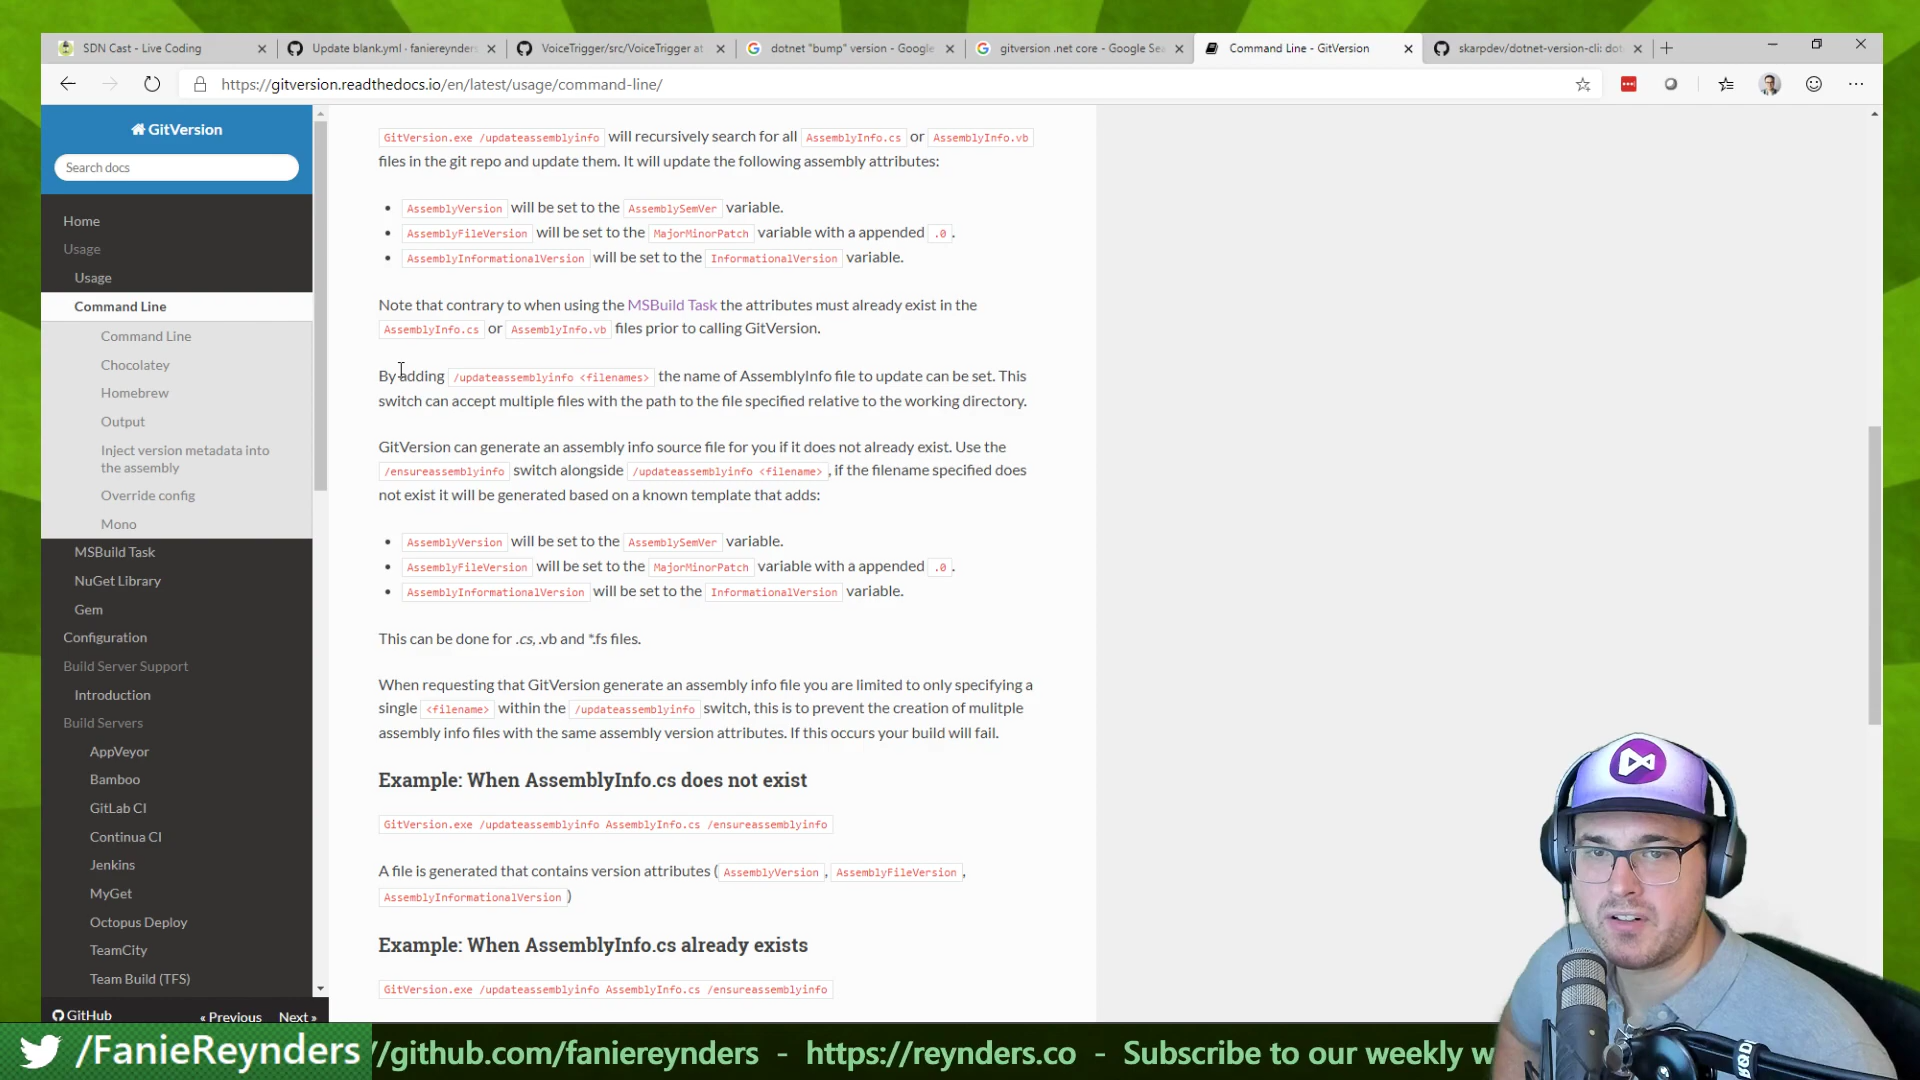 SDN Cast - Live Coding
Update blank.yml · faniereynders
VoiceTrigger/src/VoiceTrigger at
dotnet "bump" version - Google
gitversion .net core - Google Sea
Command Line - GitVersion
skarpdev/dotnet-version-cli: dot
https://gitversion.readthedocs.io/en/latest/usage/command-line/
GitVersion
Search docs
Home
Usage
Usage
Command Line
Command Line
Chocolatey
Homebrew
Output
Inject version metadata into
the assembly
Override config
Mono
MSBuild Task
NuGet Library
Gem
Configuration
Build Server Support
Introduction
Build Servers
AppVeyor
Bamboo
GitLab CI
Continua CI
Jenkins
MyGet
Octopus Deploy
TeamCity
Team Build (TFS)
GitHub
« Previous
Next »
GitVersion.exe /updateassemblyinfo will recursively search for all AssemblyInfo.cs or AssemblyInfo.vb
files in the git repo and update them. It will update the following assembly attributes:
• AssemblyVersion will be set to the AssemblySemVer variable.
• AssemblyFileVersion will be set to the MajorMinorPatch variable with a appended .0 .
• AssemblyInformationalVersion will be set to the InformationalVersion variable.
Note that contrary to when using the MSBuild Task the attributes must already exist in the
AssemblyInfo.cs or AssemblyInfo.vb files prior to calling GitVersion.
By adding /updateassemblyinfo <filenames> the name of AssemblyInfo file to update can be set. This
switch can accept multiple files with the path to the file specified relative to the working directory.
GitVersion can generate an assembly info source file for you if it does not already exist. Use the
/ensureassemblyinfo switch alongside /updateassemblyinfo <filename> , if the filename specified does
not exist it will be generated based on a known template that adds:
• AssemblyVersion will be set to the AssemblySemVer variable.
• AssemblyFileVersion will be set to the MajorMinorPatch variable with a appended .0 .
• AssemblyInformationalVersion will be set to the InformationalVersion variable.
This can be done for .cs, .vb and *.fs files.
When requesting that GitVersion generate an assembly info file you are limited to only specifying a
single <filename> within the /updateassemblyinfo switch, this is to prevent the creation of mulitple
assembly info files with the same assembly version attributes. If this occurs your build will fail.
Example: When AssemblyInfo.cs does not exist
GitVersion.exe /updateassemblyinfo AssemblyInfo.cs /ensureassemblyinfo
A file is generated that contains version attributes ( AssemblyVersion , AssemblyFileVersion ,
AssemblyInformationalVersion )
Example: When AssemblyInfo.cs already exists
GitVersion.exe /updateassemblyinfo AssemblyInfo.cs /ensureassemblyinfo
/FanieReynders
//github.com/faniereynders - https://reynders.co - Subscribe to our weekly w